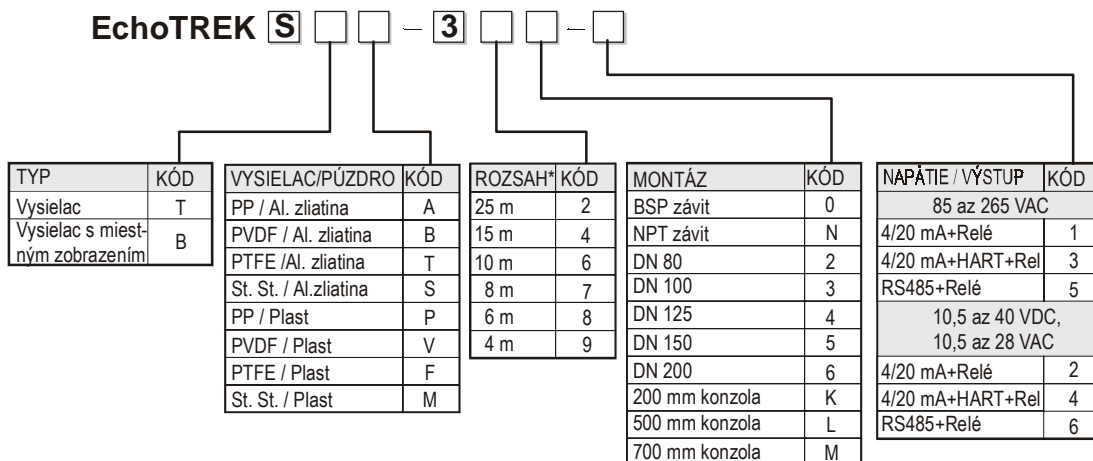 EchoTREK S – 3 –
TYP KÓD
Vysielac T
Vysielac s miest-
ným zobrazením B
VYSIELAC/PÚZDRO KÓD
PP / Al. zliatina A
PVDF / Al. zliatina B
PTFE /Al. zliatina T
St. St. / Al.zliatina S
PP / Plast P
PVDF / Plast V
PTFE / Plast F
St. St. / Plast M
ROZSAH* KÓD
25 m 2
15 m 4
10 m 6
8 m 7
6 m 8
4 m 9
MONTÁZ KÓD
BSP závit 0
NPT závit N
DN 80 2
DN 100 3
DN 125 4
DN 150 5
DN 200 6
200 mm konzola K
500 mm konzola L
700 mm konzola M
NAPÁTIE / VÝSTUP KÓD
85 az 265 VAC
4/20 mA+Relé 1
4/20 mA+HART+Rel 3
RS485+Relé 5
10,5 az 40 VDC,
10,5 az 28 VAC
4/20 mA+Relé 2
4/20 mA+HART+Rel 4
RS485+Relé 6